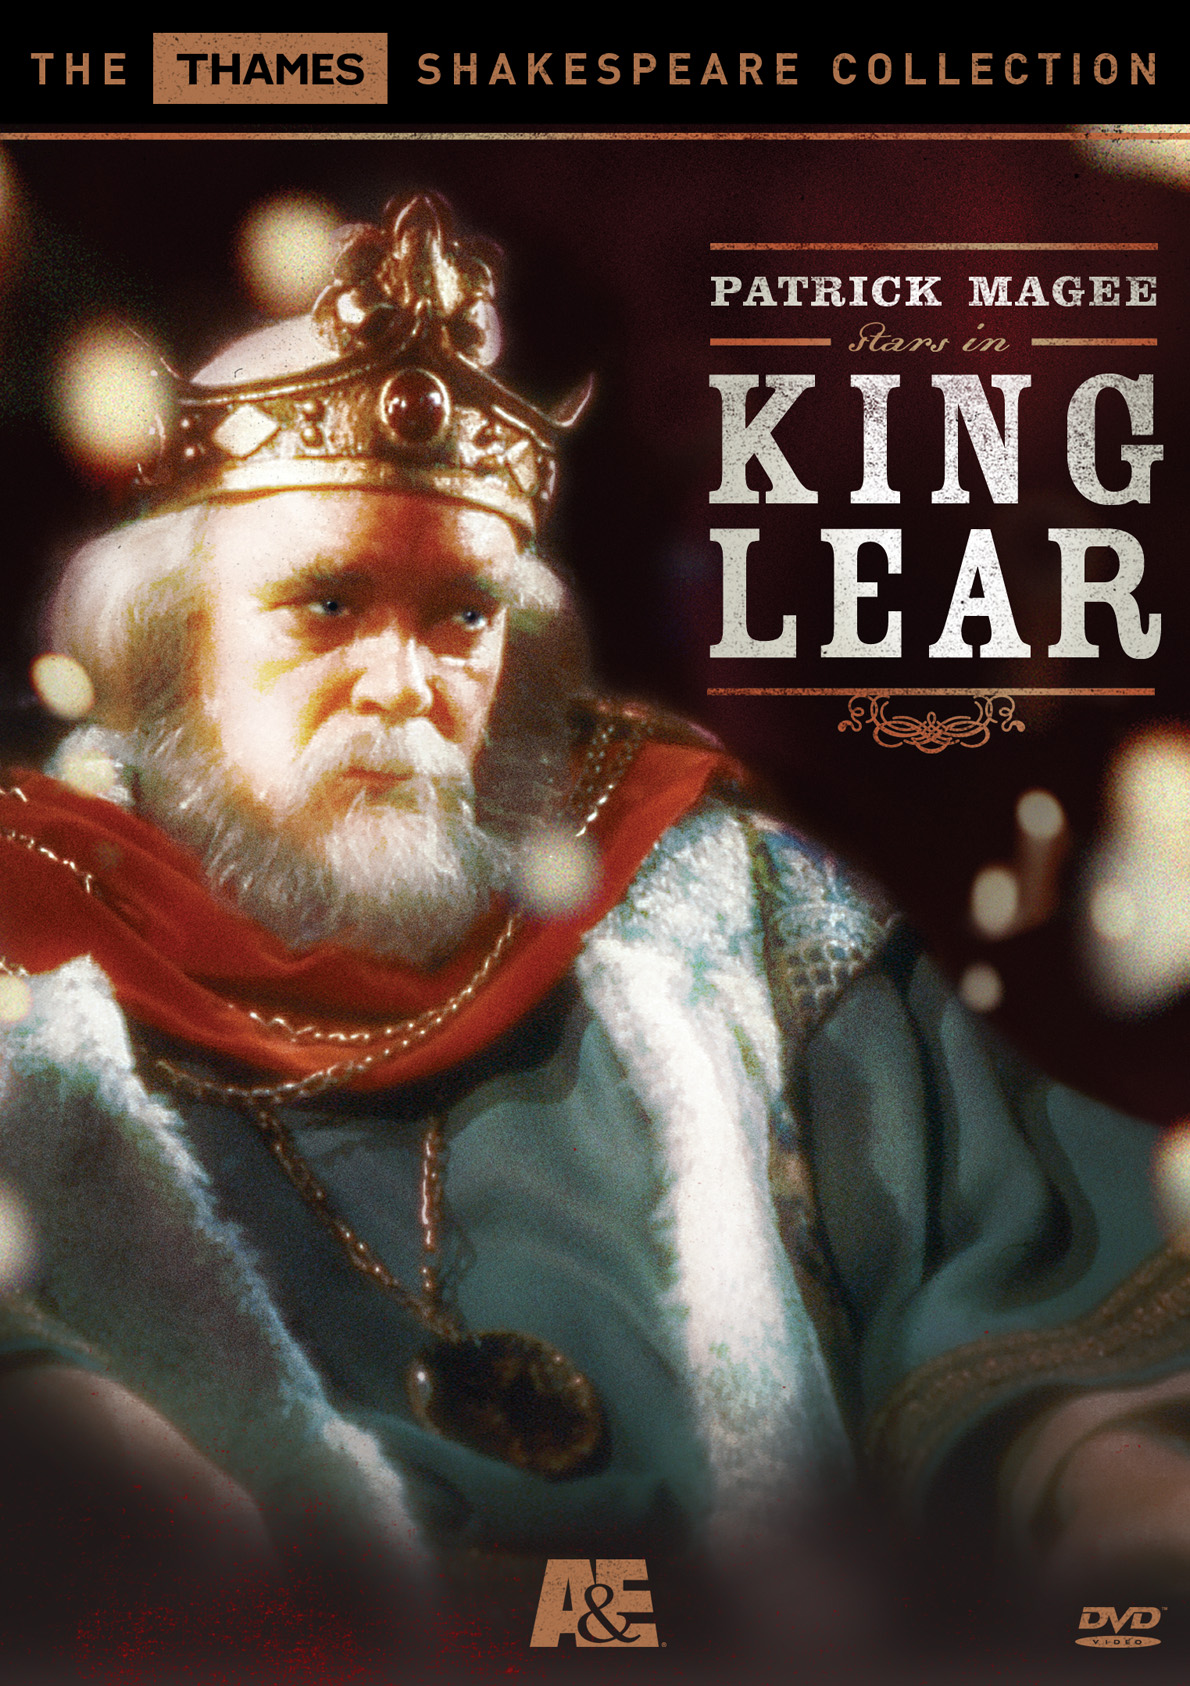 THE THAMES SHAKESPEARE COLLECTION
PATRICK MAGEE
stars in
KING
LEAR
A&E
DVD
VIDEO